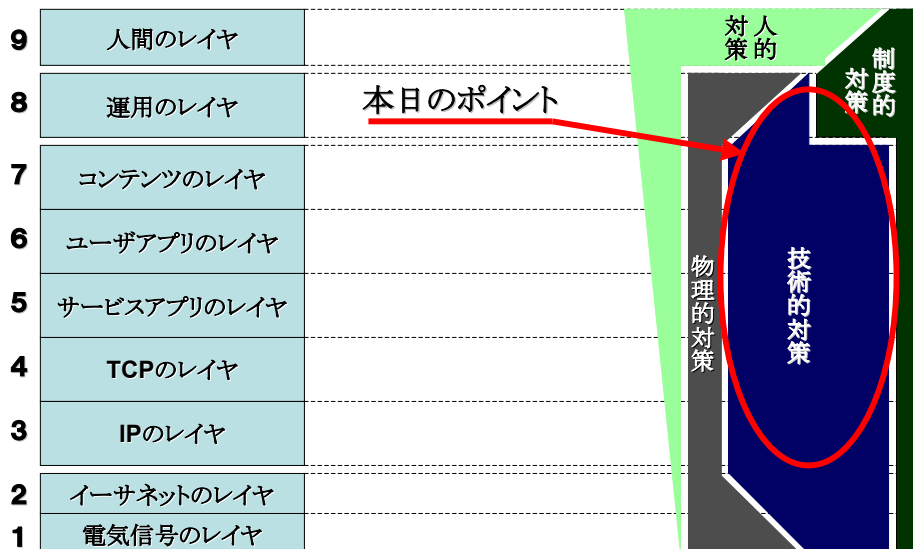 9 人間のレイヤ
8 運用のレイヤ
7 コンテンツのレイヤ
6 ユーザアプリのレイヤ
5 サービスアプリのレイヤ
4 TCPのレイヤ
3 IPのレイヤ
2 イーサネットのレイヤ
1 電気信号のレイヤ
本日のポイント
人的
対策
制度的
対策
物理的対策
技術的対策